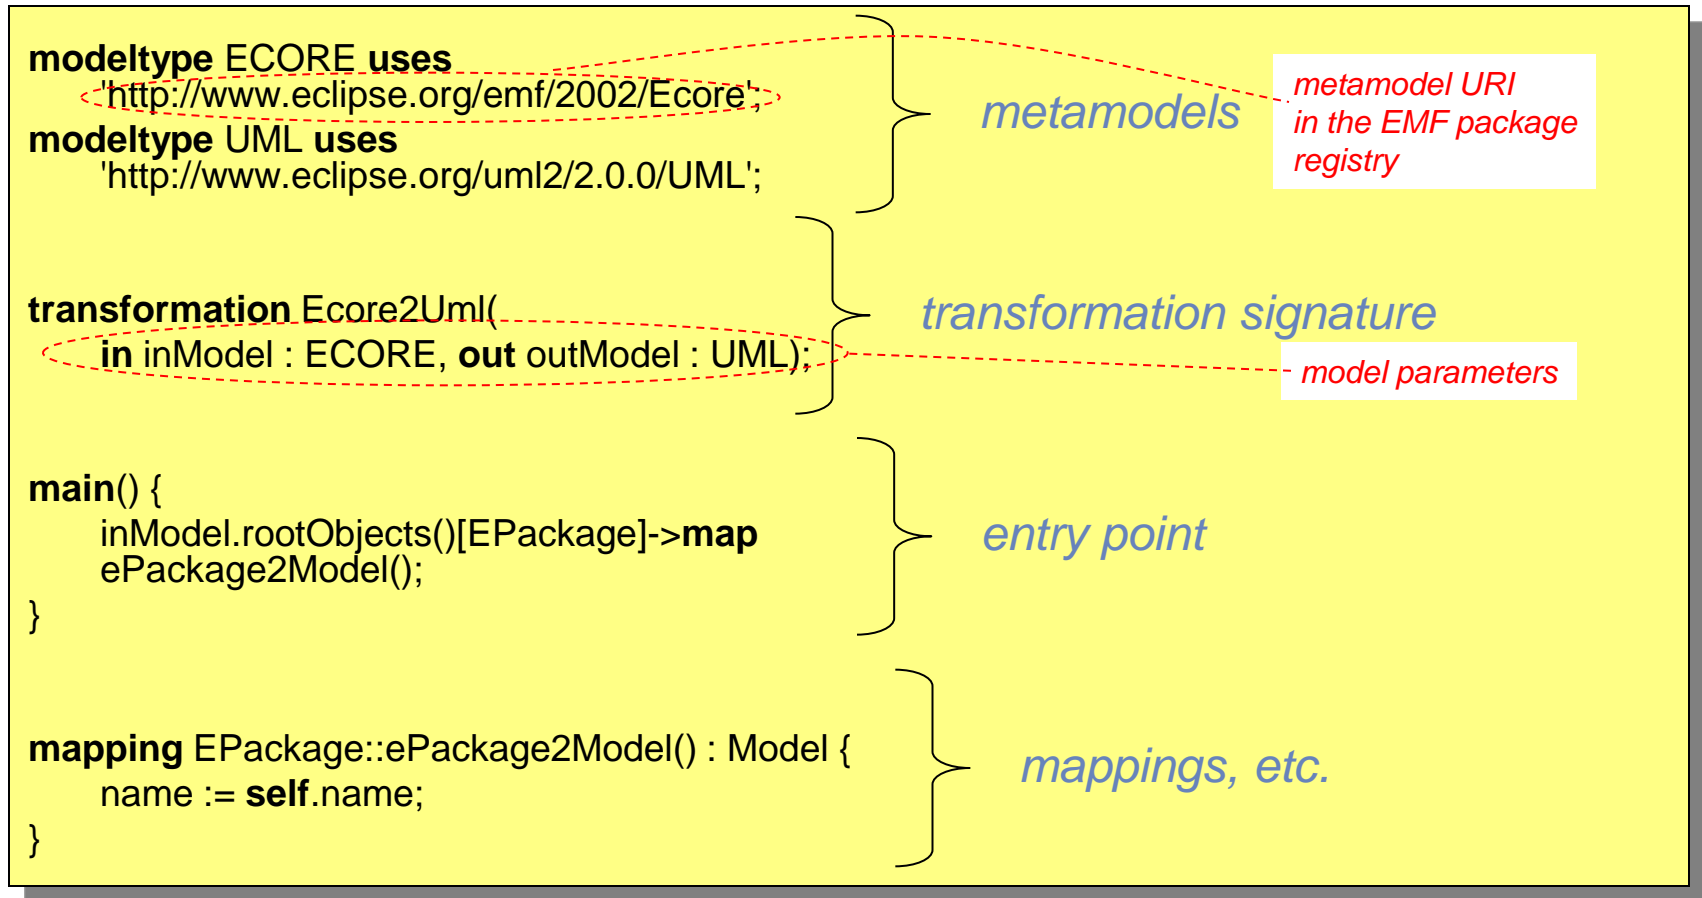 modeltype ECORE uses
'http://www.eclipse.org/emf/2002/Ecore';
modeltype UML uses
'http://www.eclipse.org/uml2/2.0.0/UML';
metamodels
metamodel URI
in the EMF package
registry
transformation Ecore2Uml(
in inModel : ECORE, out outModel : UML);
transformation signature
model parameters
main() {
inModel.rootObjects()[EPackage]->map
ePackage2Model();
}
entry point
mapping EPackage::ePackage2Model() : Model {
name := self.name;
}
mappings, etc.